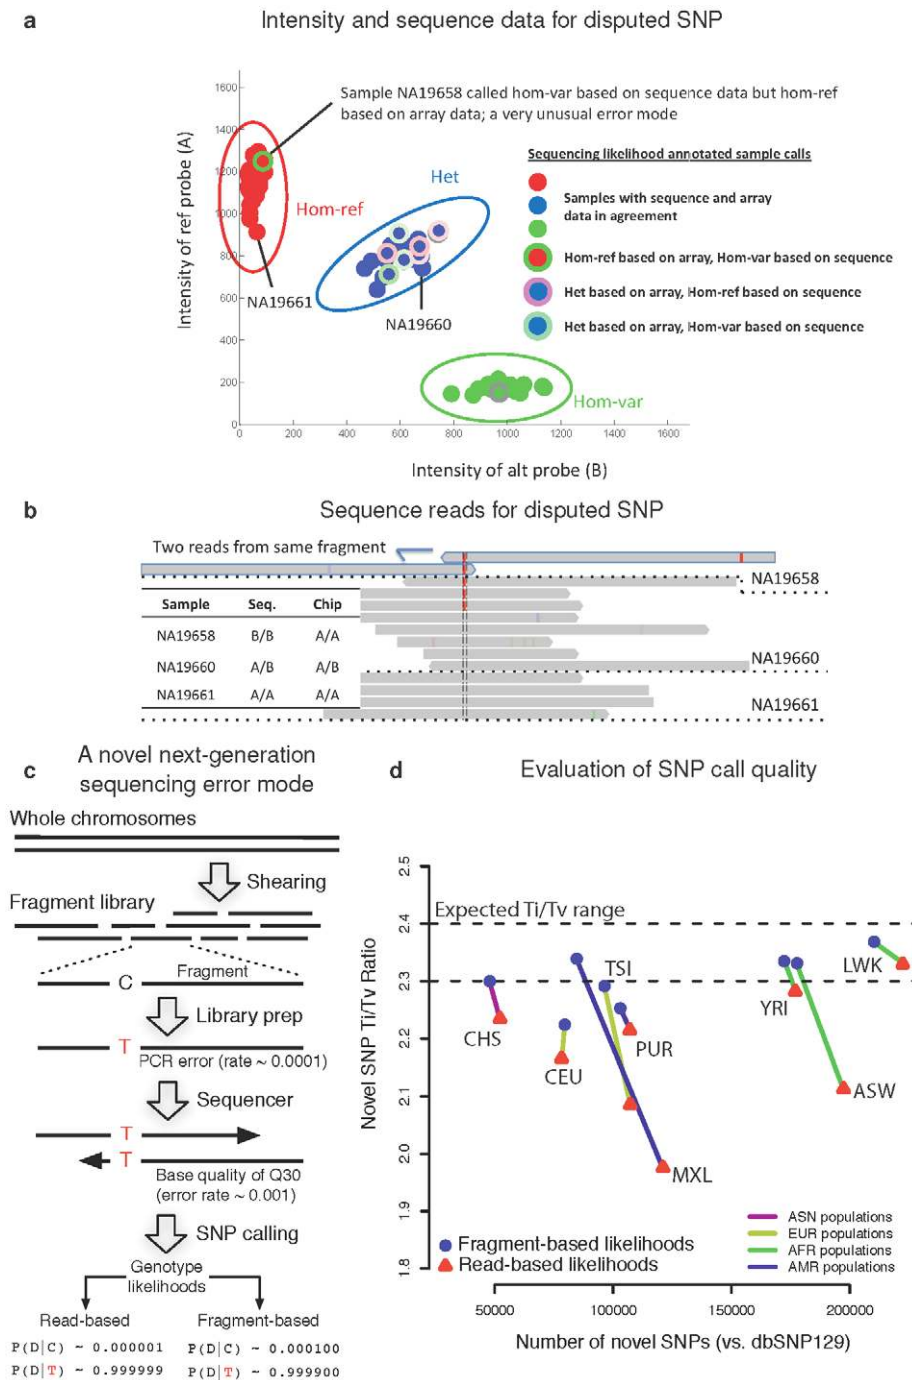 a Intensity and sequence data for disputed SNP
Sample NA19658 called hom-var based on sequence data but hom-ref
based on array data; a very unusual error mode
1600
1400
1200
1000
800
600
400
200
0
0 200 400 600 800 1000 1200 1400 1600
Intensity of ref probe (A)
Intensity of alt probe (B)
Hom-ref
Het
Hom-var
NA19661
NA19660
Sequencing likelihood annotated sample calls
Samples with sequence and array
data in agreement
Hom-ref based on array, Hom-var based on sequence
Het based on array, Hom-ref based on sequence
Het based on array, Hom-var based on sequence
b Sequence reads for disputed SNP
Two reads from same fragment
NA19658
NA19660
NA19661
Sample Seq. Chip
NA19658 B/B A/A
NA19660 A/B A/B
NA19661 A/A A/A
c A novel next-generation
sequencing error mode
Whole chromosomes
Shearing
Fragment library
Fragment
C
Library prep
T
PCR error (rate ~ 0.0001)
Sequencer
T
T
Base quality of Q30
(error rate ~ 0.001)
SNP calling
Genotype
likelihoods
Read-based Fragment-based
P(D|C) ~ 0.000001 P(D|C) ~ 0.000100
P(D|T) ~ 0.999999 P(D|T) ~ 0.999900
d Evaluation of SNP call quality
Novel SNP Ti/Tv Ratio
2.5
2.4
2.3
2.2
2.1
2.0
1.9
1.8
Expected Ti/Tv range
CHS
CEU
TSI
PUR
MXL
YRI
LWK
ASW
Fragment-based likelihoods
Read-based likelihoods
ASN populations
EUR populations
AFR populations
AMR populations
50000 100000 150000 200000
Number of novel SNPs (vs. dbSNP129)